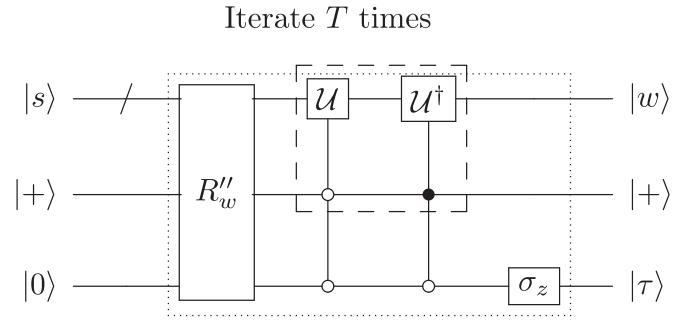 Iterate T times
|s⟩ 𝒰 𝒰† |w⟩
|+⟩ R''_w |+⟩
|0⟩ σ_z |τ⟩